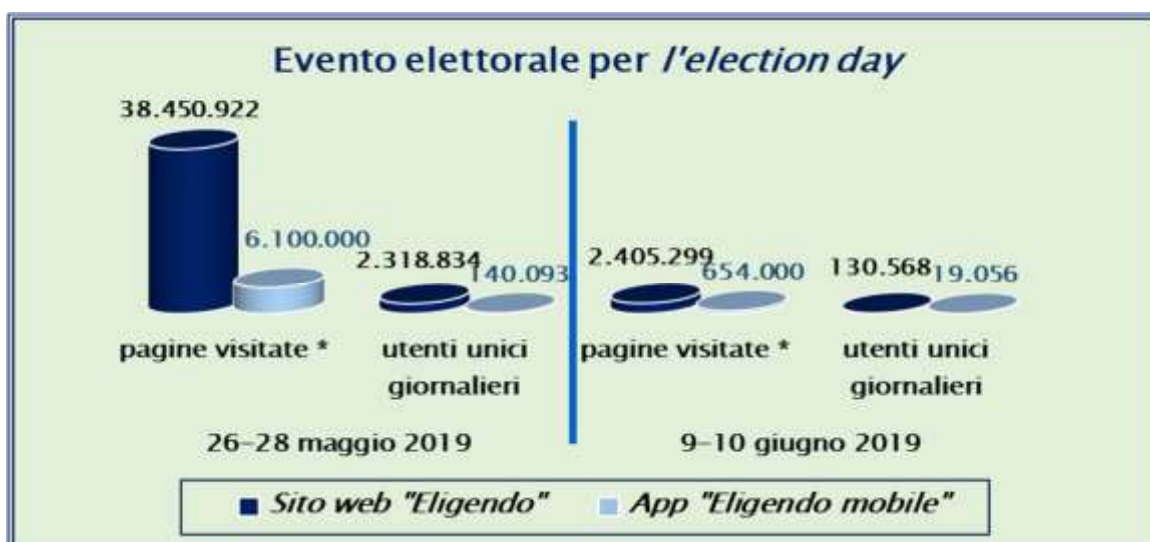 Evento elettorale per l'election day
38.450.922
6.100.000
2.318.834
140.093
2.405.299
654.000
130.568
19.056
pagine visitate *
utenti unici
giornalieri
pagine visitate *
utenti unici
giornalieri
26-28 maggio 2019
9-10 giugno 2019
Sito web "Eligendo"
App "Eligendo mobile"